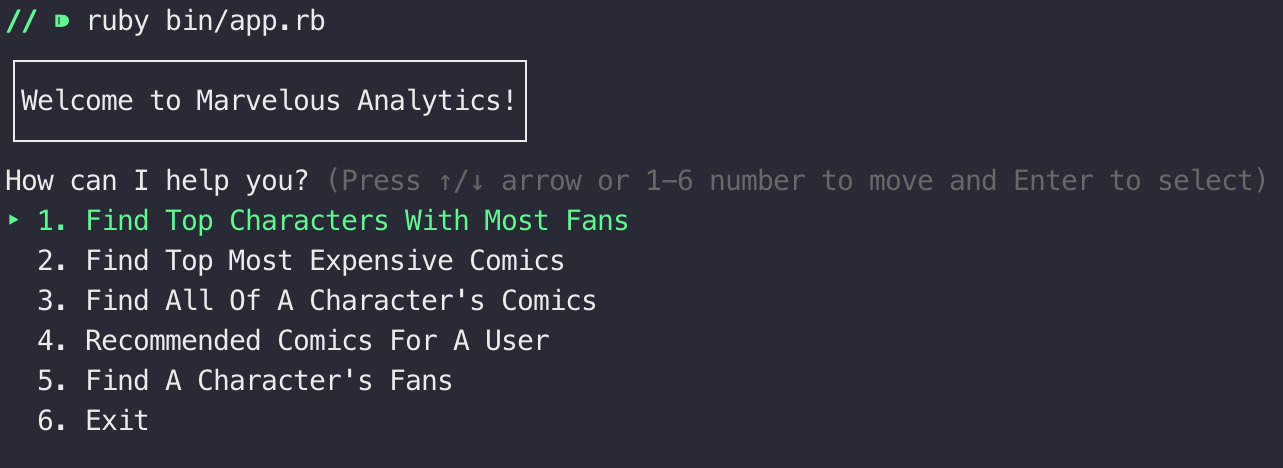 // ruby bin/app.rb
Welcome to Marvelous Analytics!
How can I help you? (Press ↑/↓ arrow or 1-6 number to move and Enter to select)
‣ 1. Find Top Characters With Most Fans
2. Find Top Most Expensive Comics
3. Find All Of A Character's Comics
4. Recommended Comics For A User
5. Find A Character's Fans
6. Exit